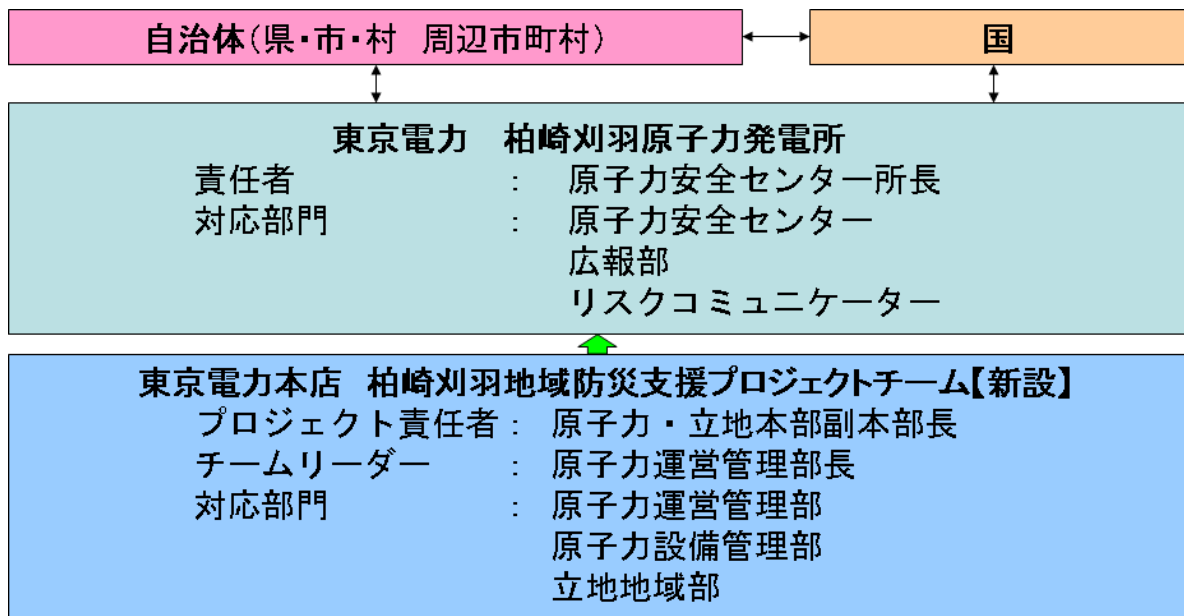 自治体(県・市・村　周辺市町村)
国
東京電力　柏崎刈羽原子力発電所
責任者　：　原子力安全センター所長
対応部門　：　原子力安全センター
広報部
リスクコミュニケーター
東京電力本店　柏崎刈羽地域防災支援プロジェクトチーム【新設】
プロジェクト責任者：　原子力・立地本部副本部長
チームリーダー　：　原子力運営管理部長
対応部門　：　原子力運営管理部
原子力設備管理部
立地地域部